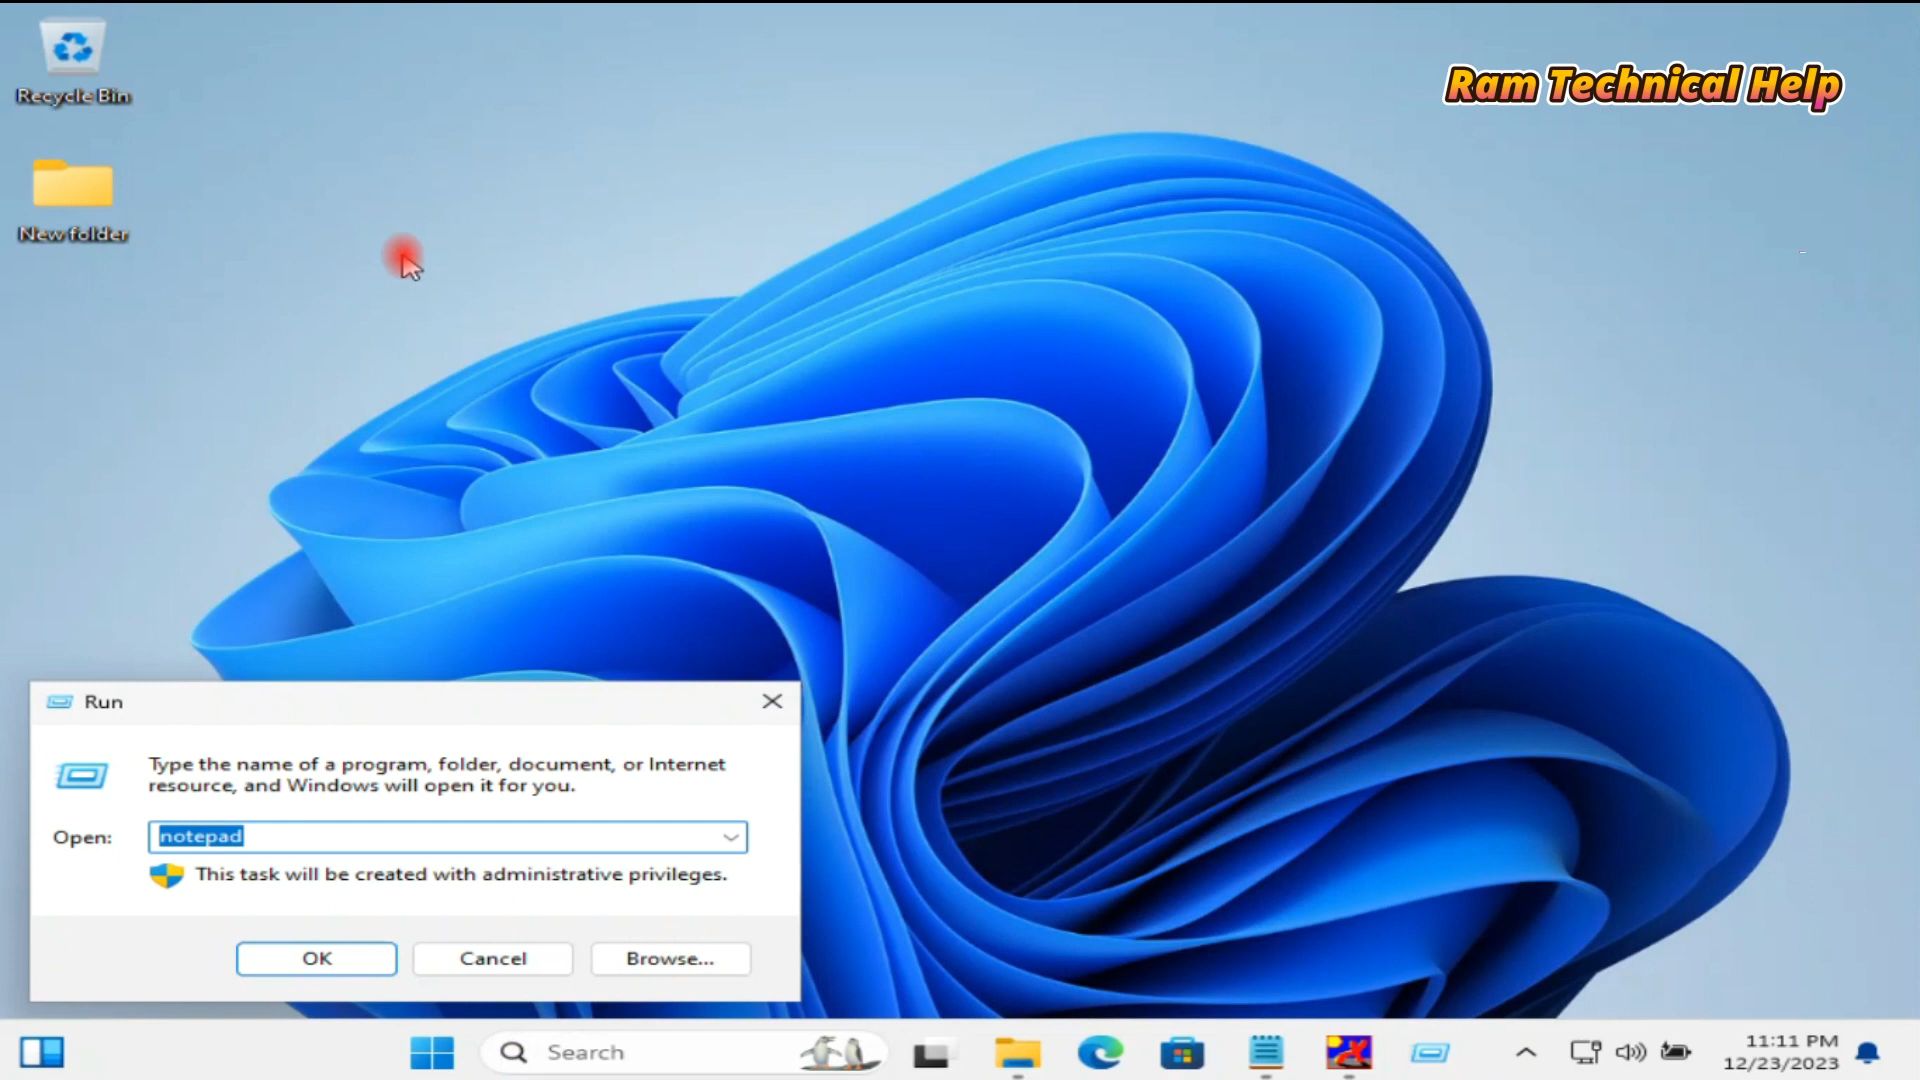 Recycle Bin
Ram Technical Help
New folder
Run
Type the name of a program, folder, document, or Internet
resource, and Windows will open it for you.
Open:
notepad
This task will be created with administrative privileges.
OK
Cancel
Browse...
Search
11:11 PM
12/23/2023